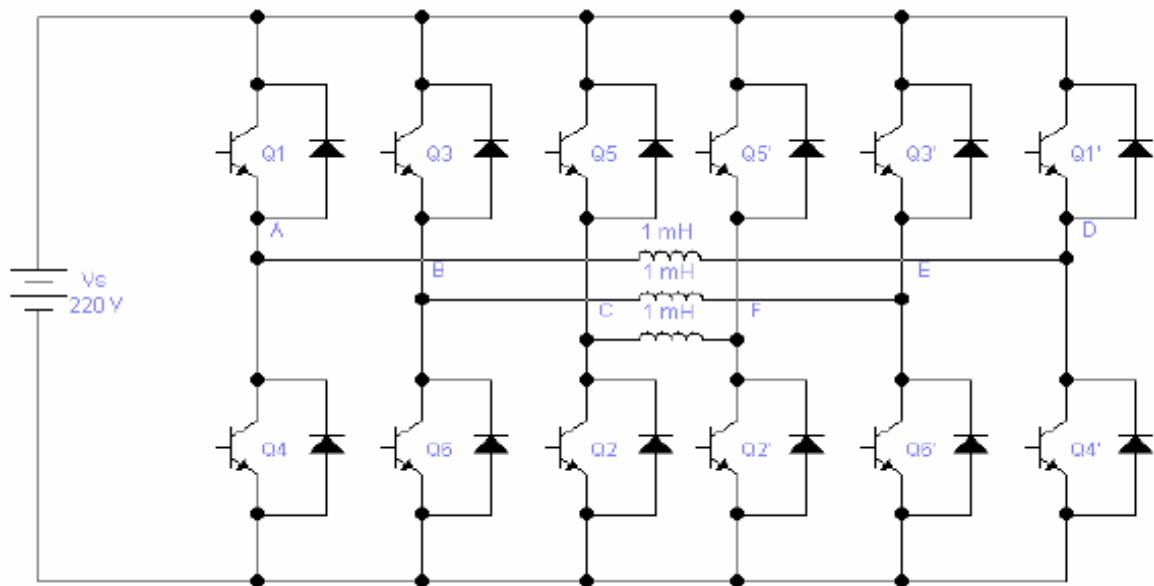 Q1 Q3 Q5 Q5' Q3' Q1'
A 1 mH D
B 1 mH E
Vs
220 V
C 1 mH F
Q4 Q6 Q2 Q2' Q6' Q4'